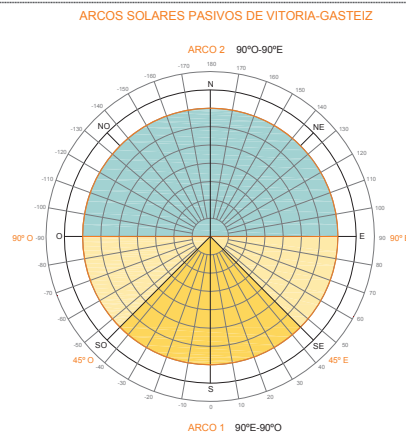 ARCOS SOLARES PASIVOS DE VITORIA-GASTEIZ
ARCO 2 90ºO-90ºE
-170 180 170
-160 160
-150 150
-140 N 140
NO NE
-130 130
-120 120
-110 110
-100 100
90º O -90 O E 90 90º E
-80 80
-70 70
-60 60
-50 SO SE 50
45º O -40 40 45º E
-30 30
-20 S 20
-10 0 10
ARCO 1 90ºE-90ºO